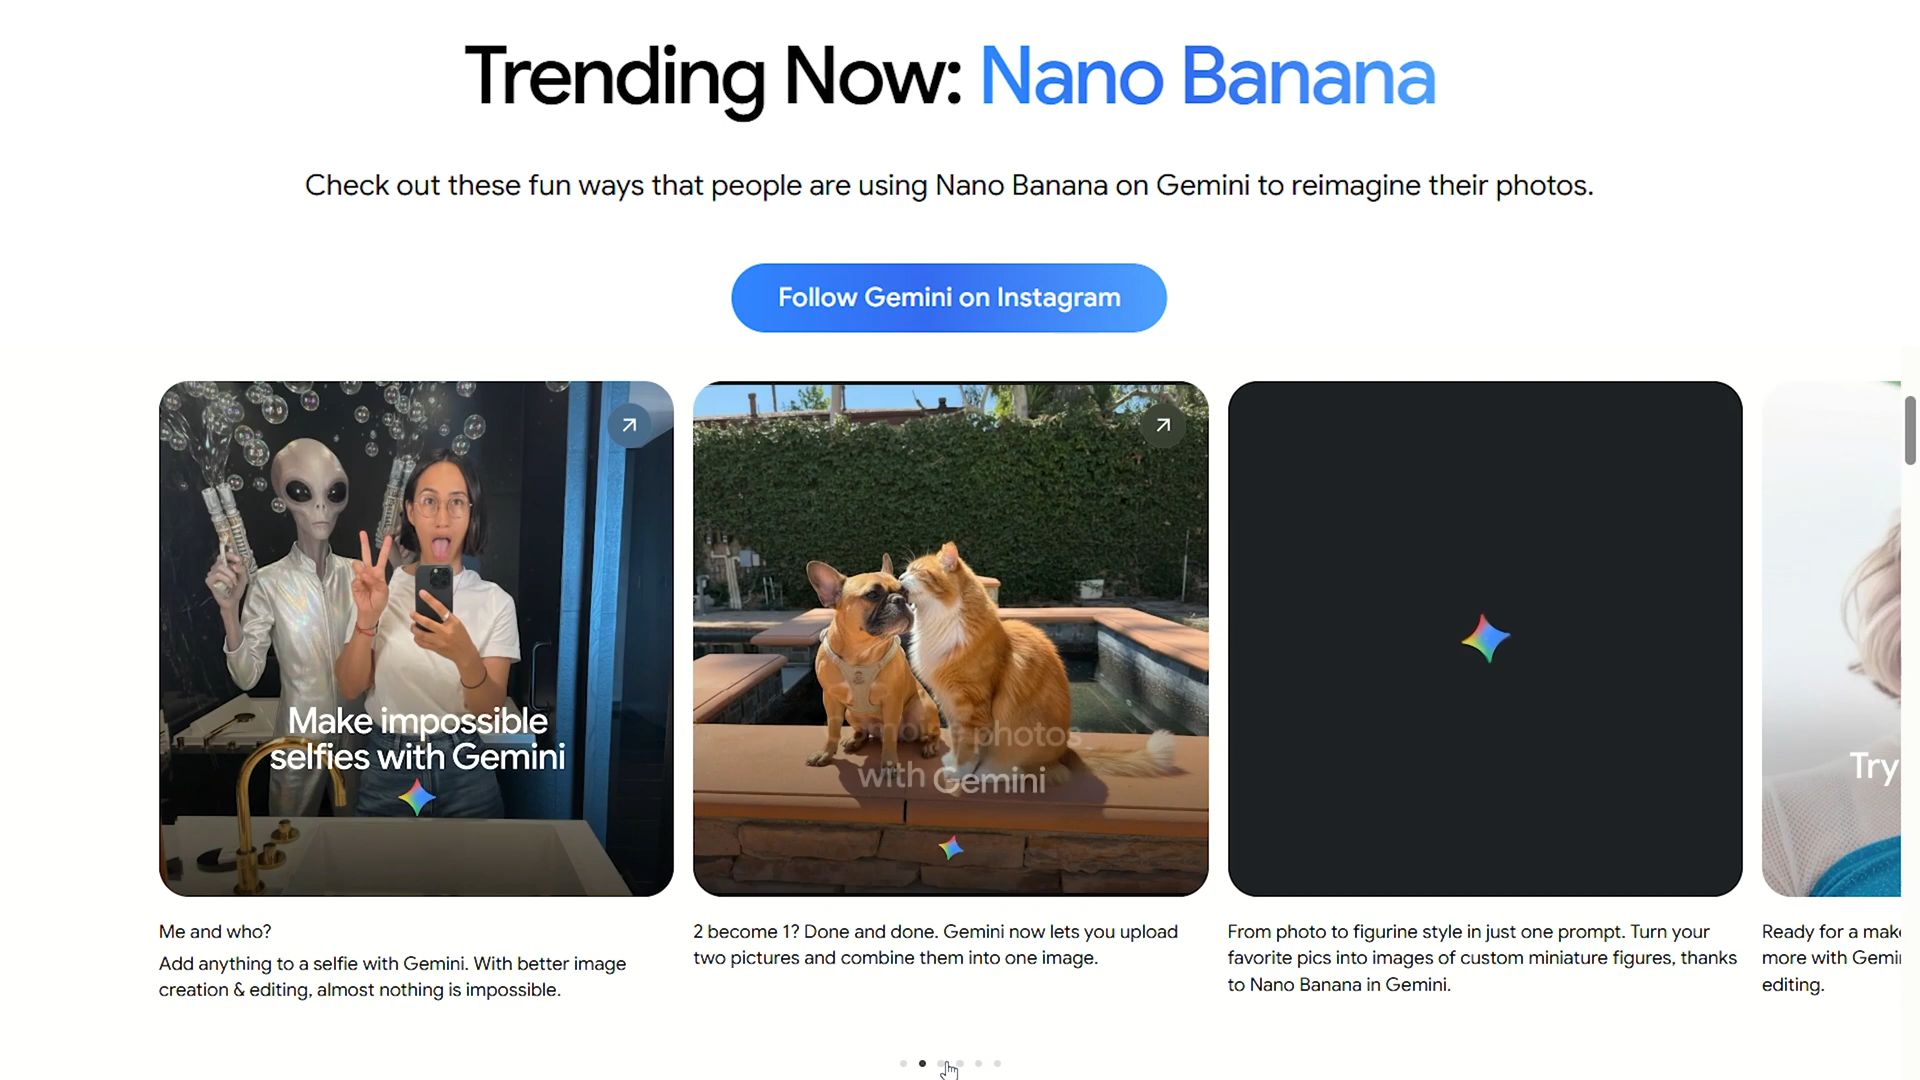 Trending Now: Nano Banana
Check out these fun ways that people are using Nano Banana on Gemini to reimagine their photos.
Follow Gemini on Instagram
Make impossible
selfies with Gemini
Combine photos
with Gemini
Try
Me and who?
Add anything to a selfie with Gemini. With better image
creation & editing, almost nothing is impossible.
2 become 1? Done and done. Gemini now lets you upload
two pictures and combine them into one image.
From photo to figurine style in just one prompt. Turn your
favorite pics into images of custom miniature figures, thanks
to Nano Banana in Gemini.
Ready for a
more with
editing.